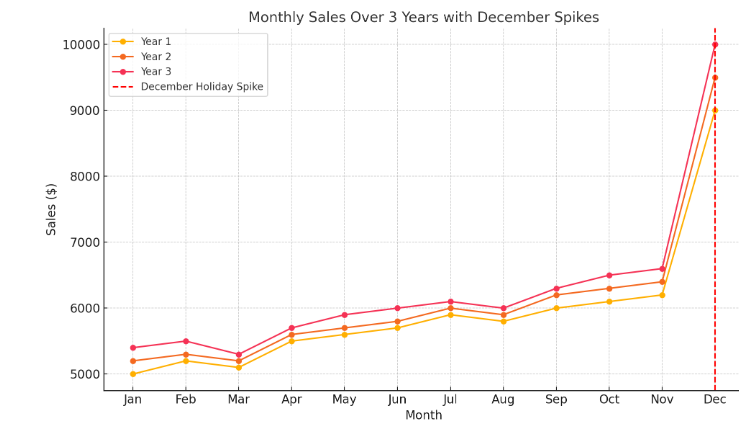 Monthly Sales Over 3 Years with December Spikes
Year 1
Year 2
Year 3
December Holiday Spike
10000
9000
8000
7000
6000
5000
Sales ($)
Jan Feb Mar Apr May Jun Jul Aug Sep Oct Nov Dec
Month